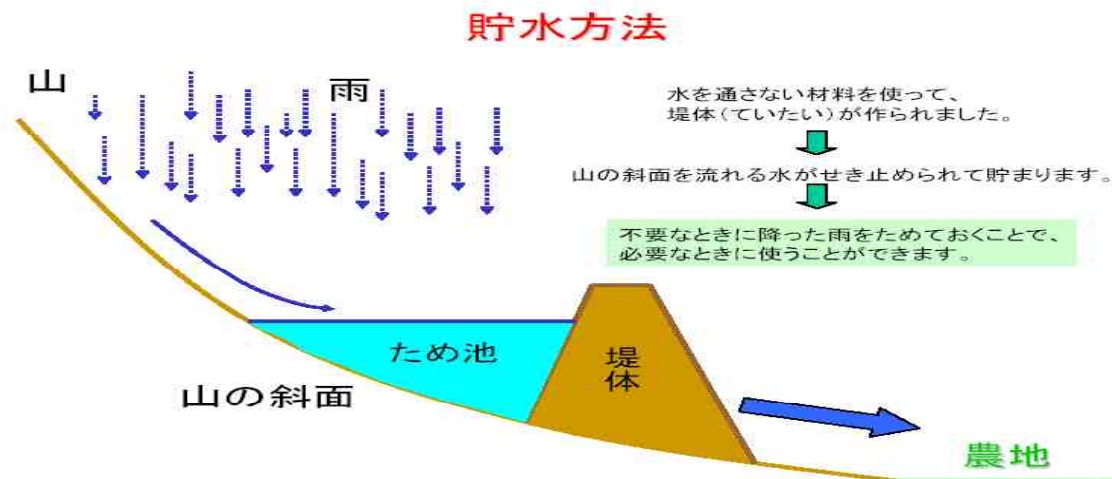 貯水方法
山
雨
水を通さない材料を使って、
堤体(ていたい)が作られました。
山の斜面を流れる水がせき止められて貯まります。
不要なときに降った雨をためておくことで、
必要なときに使うことができます。
ため池
堤
体
山の斜面
農地